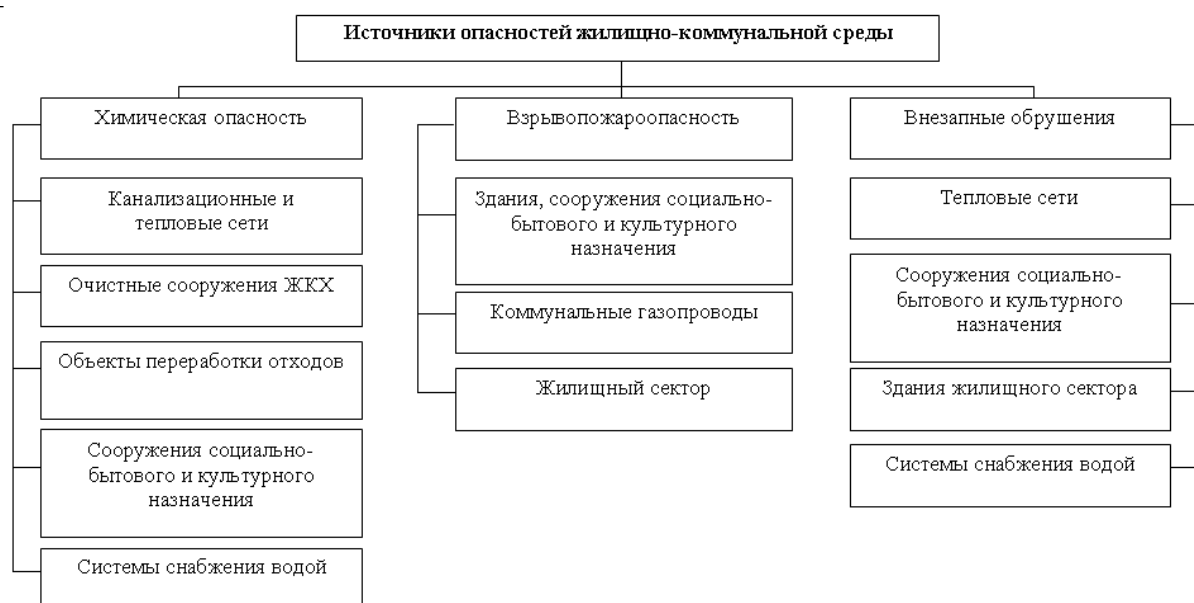 Источники опасностей жилищно-коммунальной среды
Химическая опасность
Канализационные и
тепловые сети
Очистные сооружения ЖКХ
Объекты переработки отходов
Сооружения социально-
бытового и культурного
назначения
Системы снабжения водой
Взрывопожароопасность
Здания, сооружения социально-
бытового и культурного
назначения
Коммунальные газопроводы
Жилищный сектор
Внезапные обрушения
Тепловые сети
Сооружения социально-
бытового и культурного
назначения
Здания жилищного сектора
Системы снабжения водой